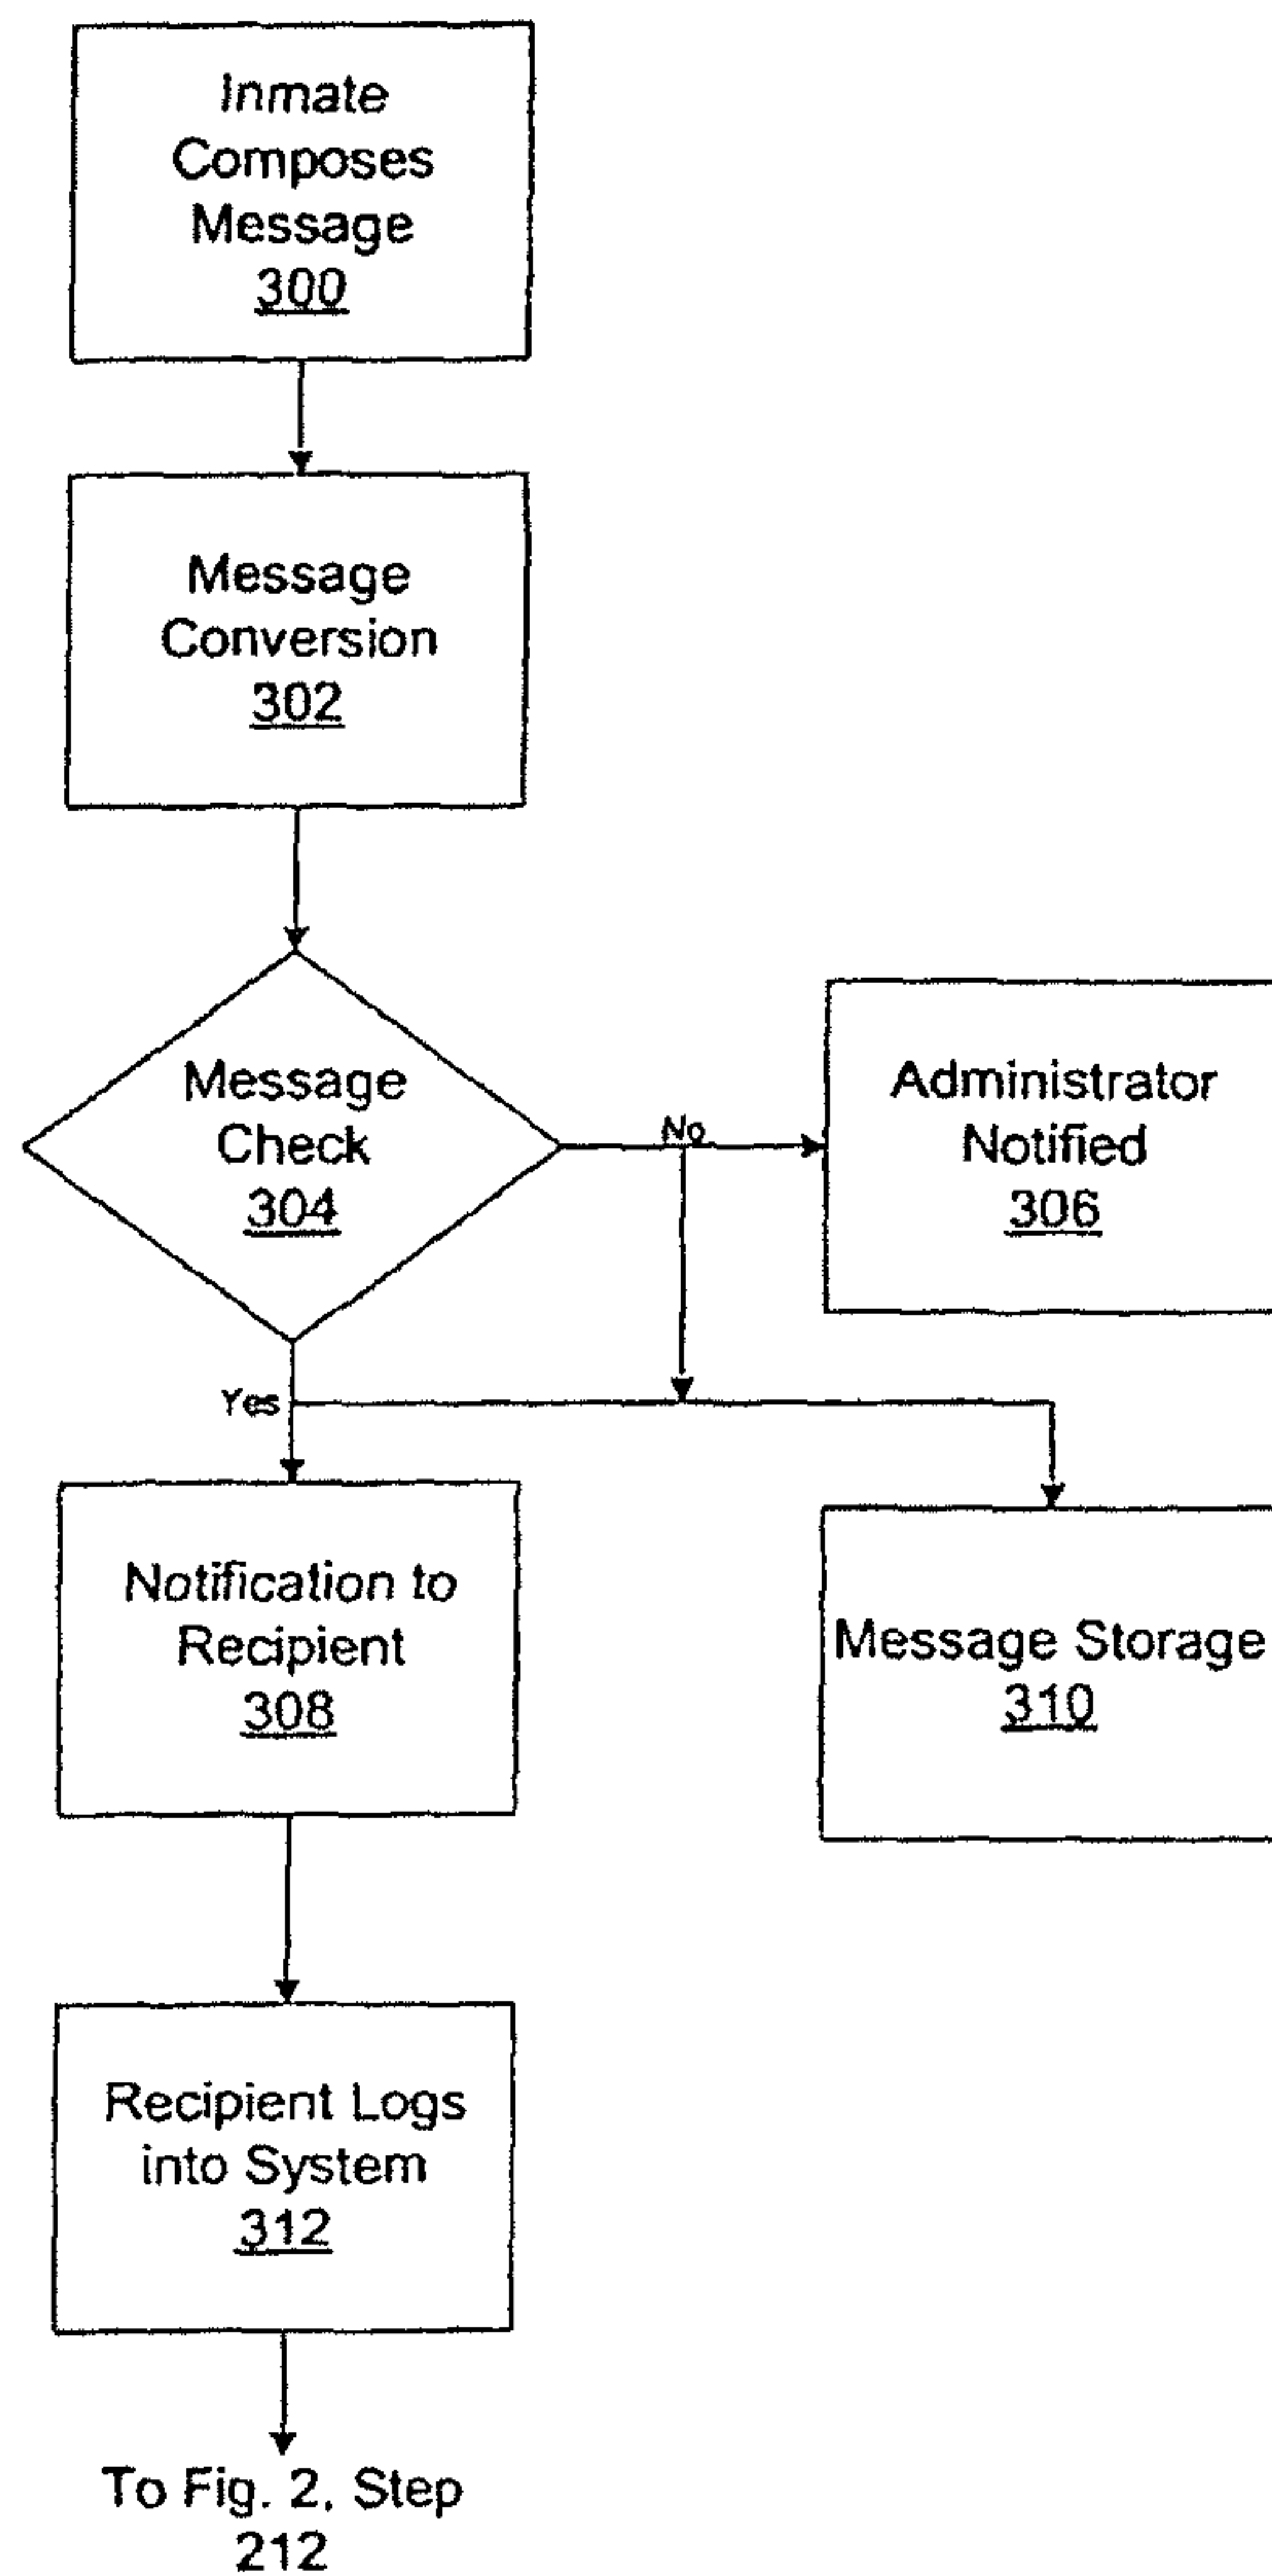 Inmate
Composes
Message
300
Message
Conversion
302
Message
Check
304
No
Administrator
Notified
306
Yes
Notification to
Recipient
308
Message Storage
310
Recipient Logs
into System
312
To Fig. 2, Step
212